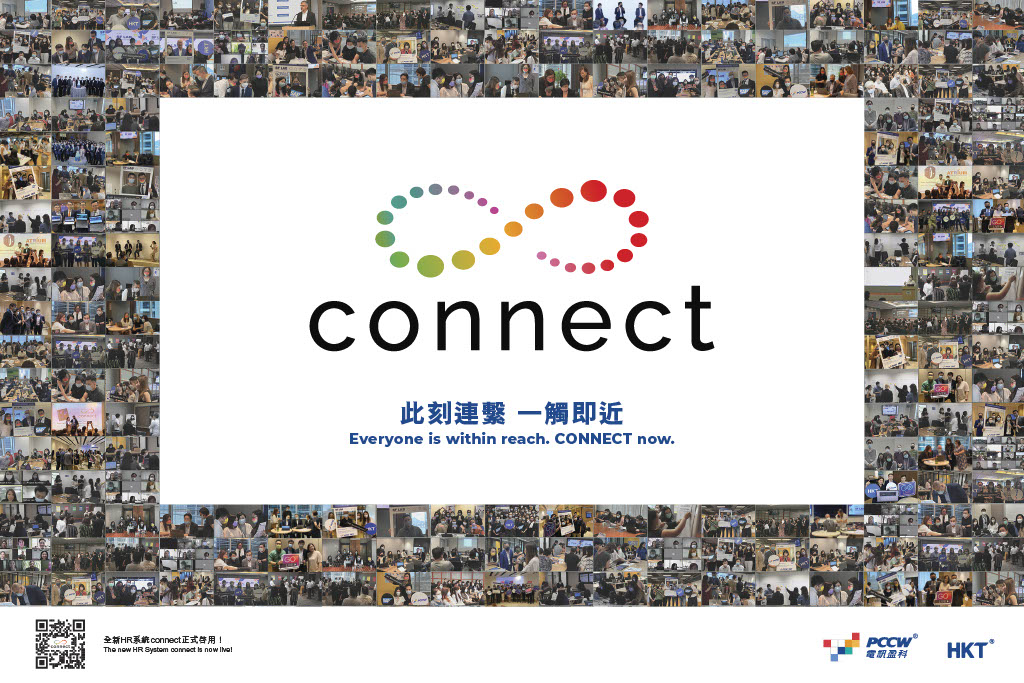 connect
此刻連繫 一觸即近
Everyone is within reach. CONNECT now.
全新HR系統connect正式啓用！
The new HR System connect is now live!
PCCW®
電訊盈科
HKT®